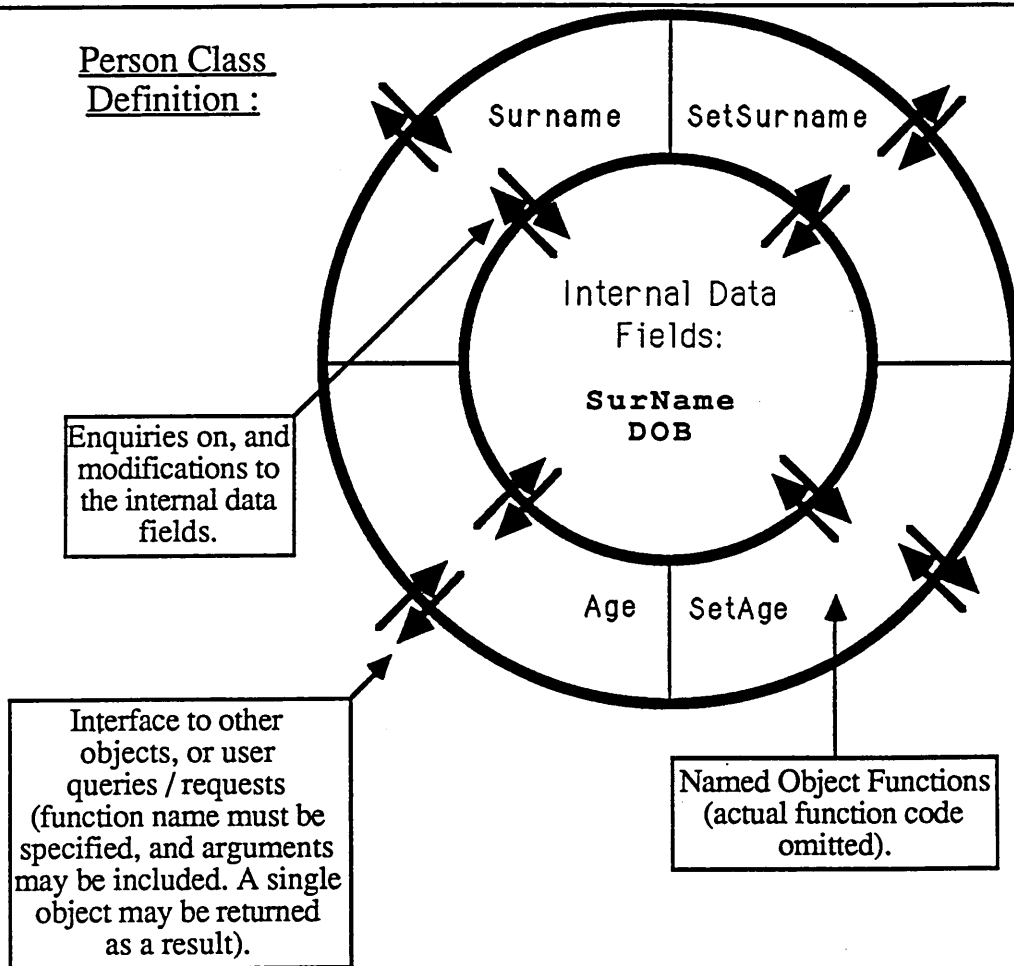 Person Class
Definition :
Surname
SetSurname
Internal Data
Fields:
SurName
DOB
Enquiries on, and
modifications to
the internal data
fields.
Age
SetAge
Interface to other
objects, or user
queries / requests
(function name must be
specified, and arguments
may be included. A single
object may be returned
as a result).
Named Object Functions
(actual function code
omitted).